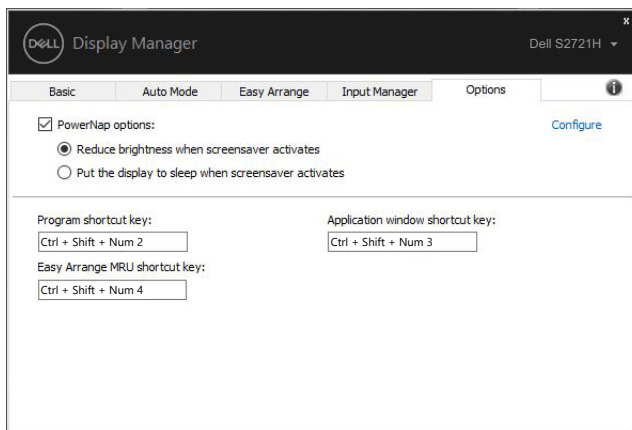 x
DELL Display Manager Dell S2721H
Basic Auto Mode Easy Arrange Input Manager Options i
PowerNap options: Configure
Reduce brightness when screensaver activates
Put the display to sleep when screensaver activates
Program shortcut key: Application window shortcut key:
Ctrl + Shift + Num 2 Ctrl + Shift + Num 3
Easy Arrange MRU shortcut key:
Ctrl + Shift + Num 4